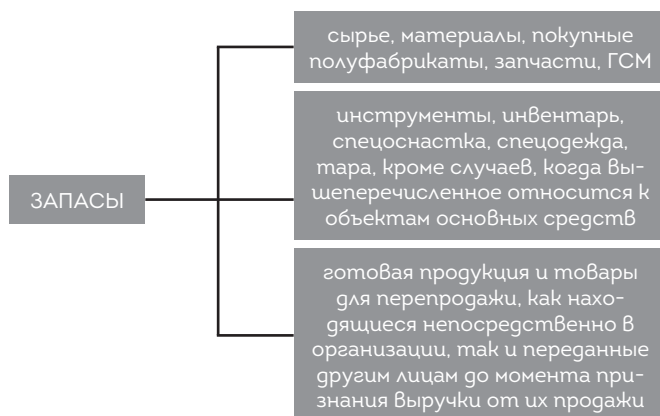 сырье, материалы, покупные
полуфабрикаты, запчасти, ГСМ
инструменты, инвентарь,
спецоснастка, спецодежда,
тара, кроме случаев, когда вы-
шеперечисленное относится к
объектам основных средств
ЗАПАСЫ
готовая продукция и товары
для перепродажи, как нахо-
дящиеся непосредственно в
организации, так и переданные
другим лицам до момента при-
знания выручки от их продажи